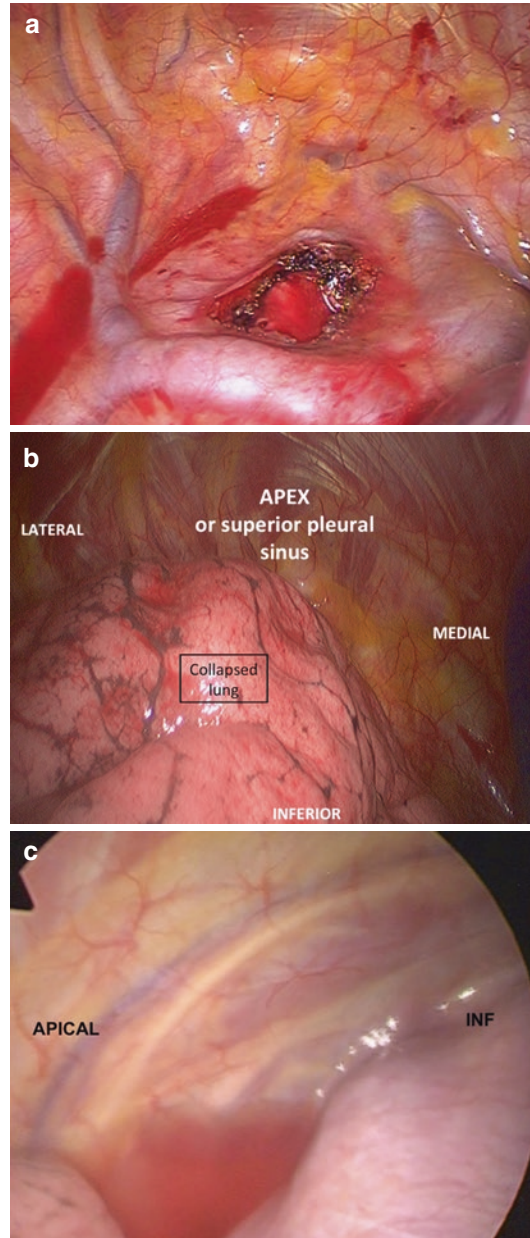 a
b
APEX
or superior pleural
sinus
LATERAL
MEDIAL
Collapsed
lung
INFERIOR
c
APICAL
INF